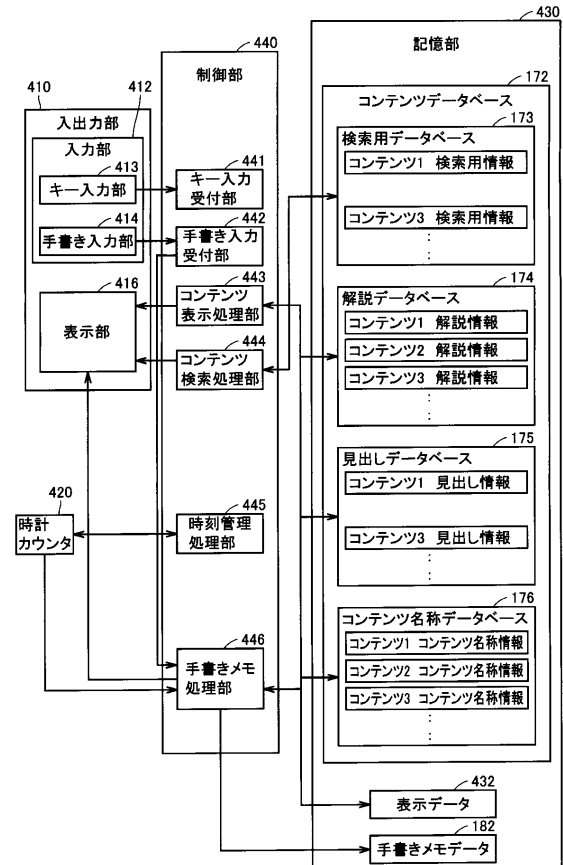 430
440
記憶部
410
412
制御部
172
入出力部
コンテンツデータベース
入力部
173
413
441
検索用データベース
キー入力部
キー入力
受付部
コンテンツ1 検索用情報
414
442
手書き入力部
手書き入力
受付部
コンテンツ3 検索用情報
416
443
174
表示部
コンテンツ
表示処理部
解説データベース
444
コンテンツ1 解説情報
コンテンツ
検索処理部
コンテンツ2 解説情報
コンテンツ3 解説情報
175
見出しデータベース
420
445
コンテンツ1 見出し情報
時計
カウンタ
時刻管理
処理部
コンテンツ3 見出し情報
176
446
コンテンツ名称データベース
手書きメモ
処理部
コンテンツ1 コンテンツ名称情報
コンテンツ2 コンテンツ名称情報
コンテンツ3 コンテンツ名称情報
432
表示データ
182
手書きメモデータ